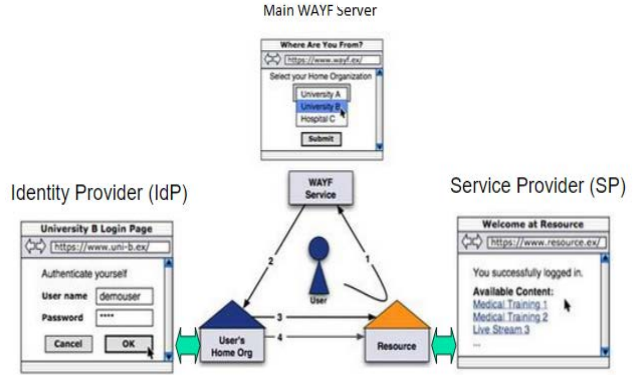 Main WAYF Server
Where Are You From?
https://www.wayf.ex/
Select your Home Organization
University A
University B
Hospital C
Submit
Identity Provider (IdP)
Service Provider (SP)
WAYF
Service
University B Login Page
https://www.uni-b.ex/
Authenticate yourself
User name demouser
Password ****
Cancel OK
Welcome at Resource
https://www.resource.ex/
You successfully logged in.
Available Content:
Medical Training 1
Medical Training 2
Live Stream 3
...
2
1
User
3
4
User's
Home Org
Resource